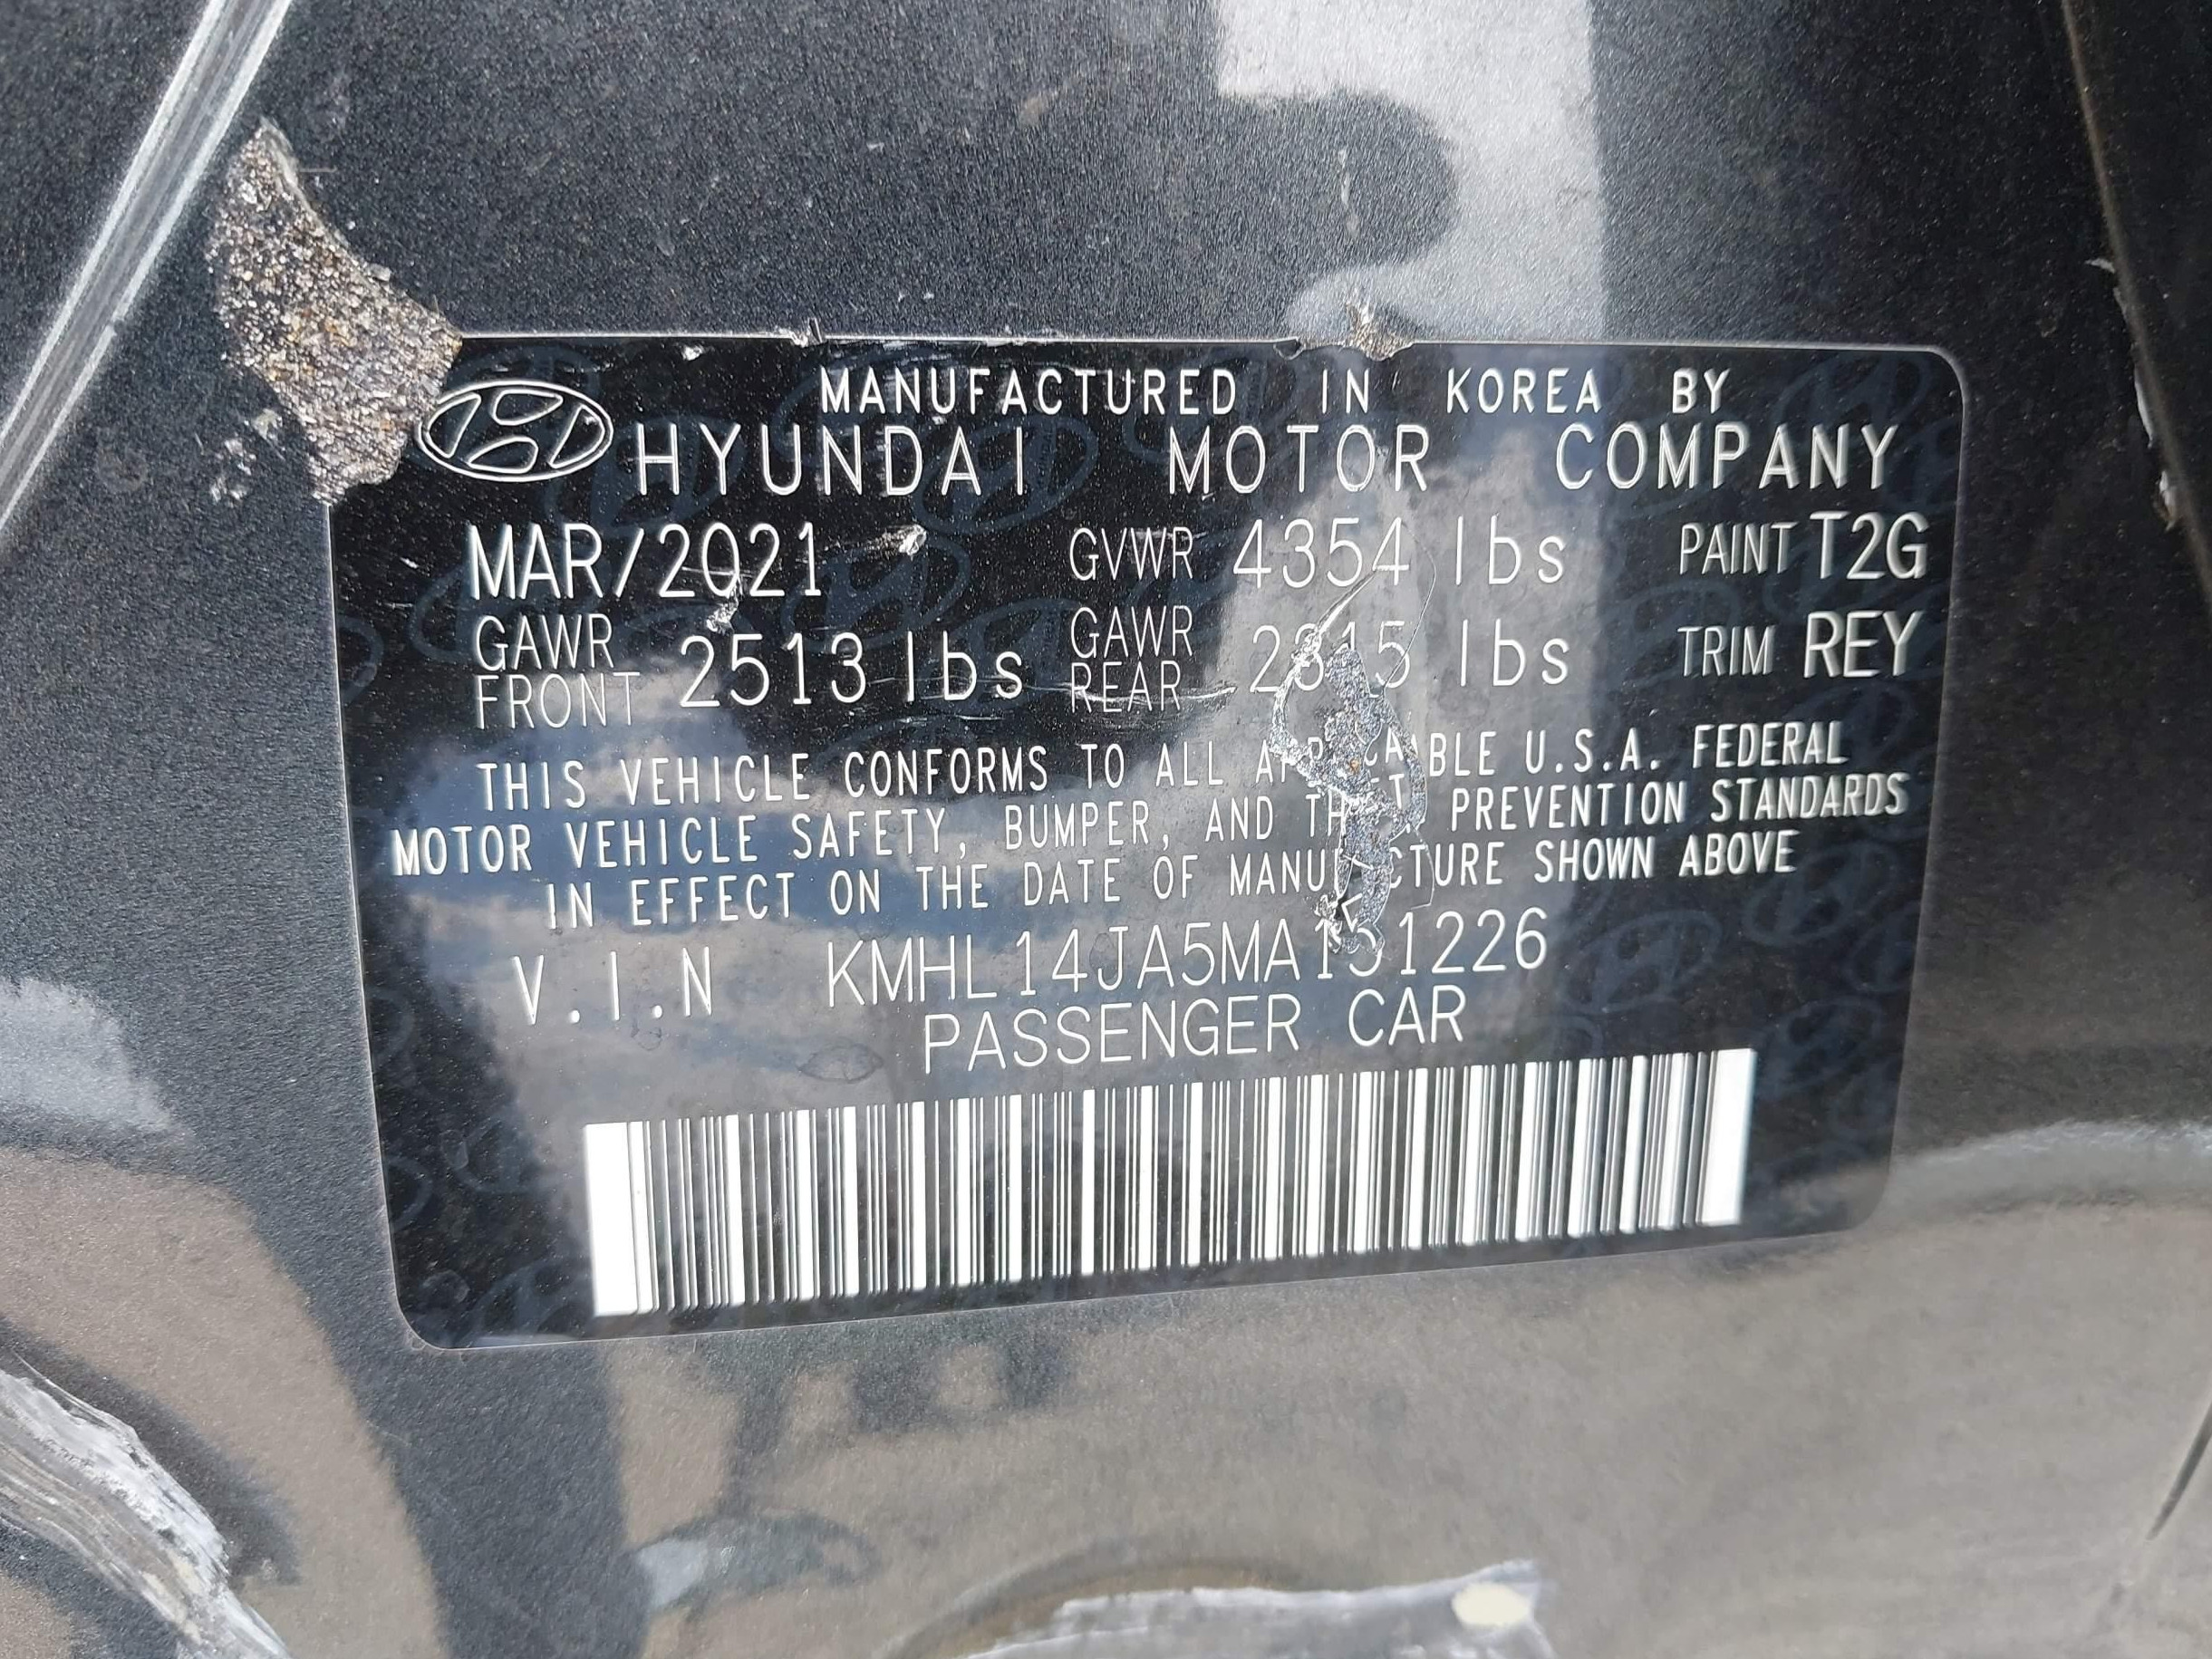 MANUFACTURED IN KOREA BY
HYUNDAI MOTOR COMPANY
MAR/2021 GVWR 4354 lbs PAINT T2G
GAWR FRONT 2513 lbs GAWR REAR 2315 lbs TRIM REY
THIS VEHICLE CONFORMS TO ALL U.S.A. FEDERAL
MOTOR VEHICLE SAFETY, BUMPER, AND PREVENTION STANDARDS
IN EFFECT ON THE DATE OF SHOWN ABOVE
V.I.N KMHL14JA5MA151226
PASSENGER CAR